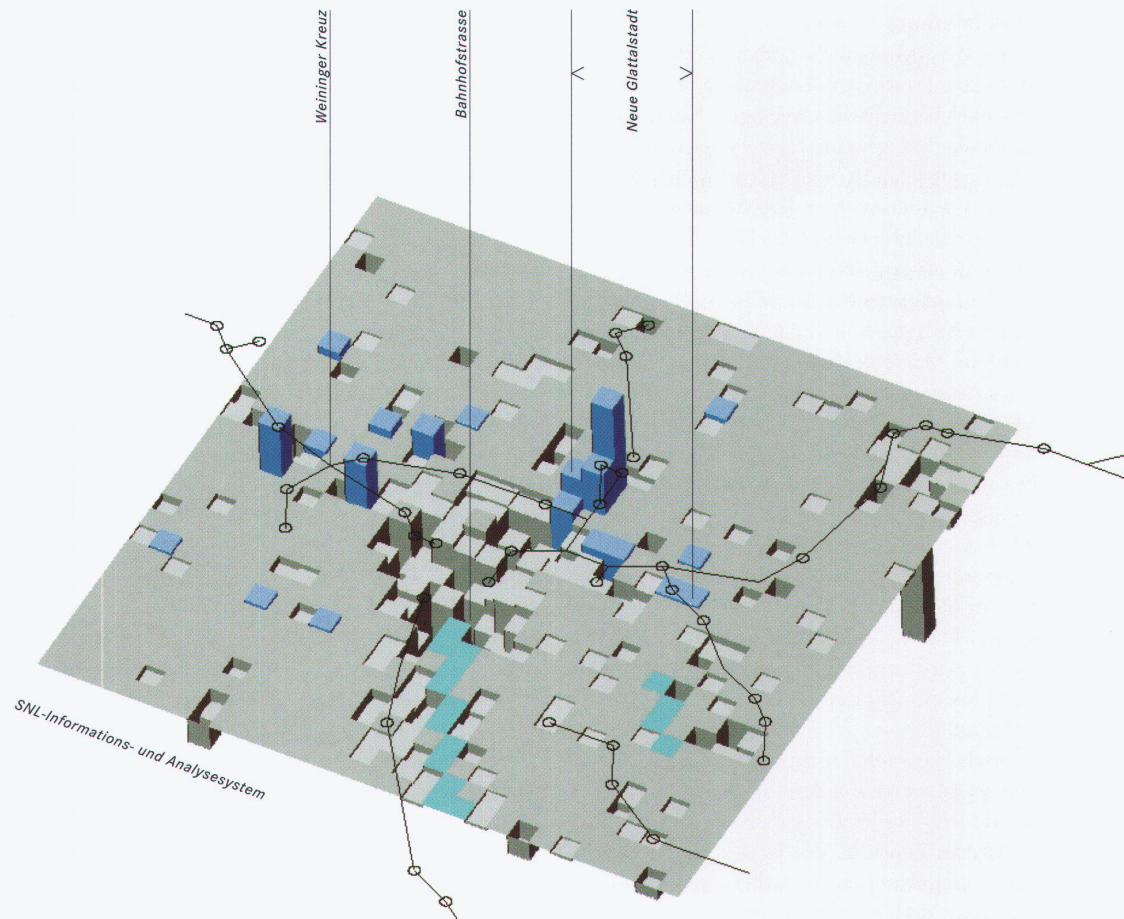 Weininger Kreuz
Bahnhofstrasse
Neue Glattalstadt
SNL-Informations- und Analysesystem